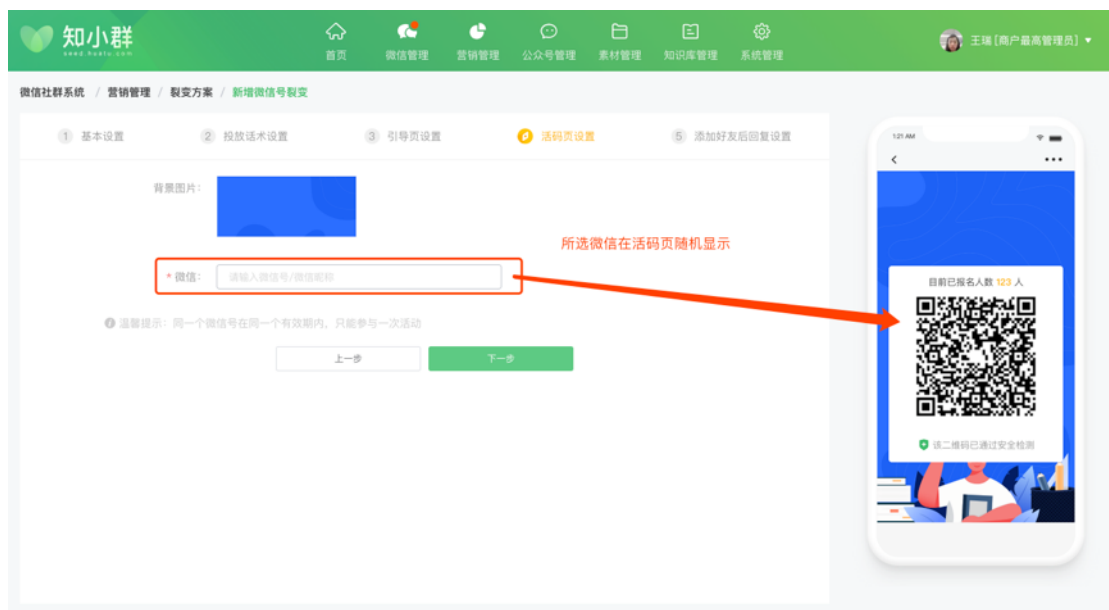 知小群
seed.huatu.com
首页
微信管理
营销管理
公众号管理
素材管理
知识库管理
系统管理
王瑞[商户最高管理员]
微信社群系统 / 营销管理 / 裂变方案 / 新增微信号裂变
1 基本设置
2 投放话术设置
3 引导页设置
活码页设置
5 添加好友后回复设置
背景图片:
所选微信在活码页随机显示
* 微信:
请输入微信号/微信昵称
温馨提示: 同一个微信号在同一个有效期内, 只能参与一次活动
上一步
下一步
1:21 AM
目前已报名人数 123 人
该二维码已通过安全检测